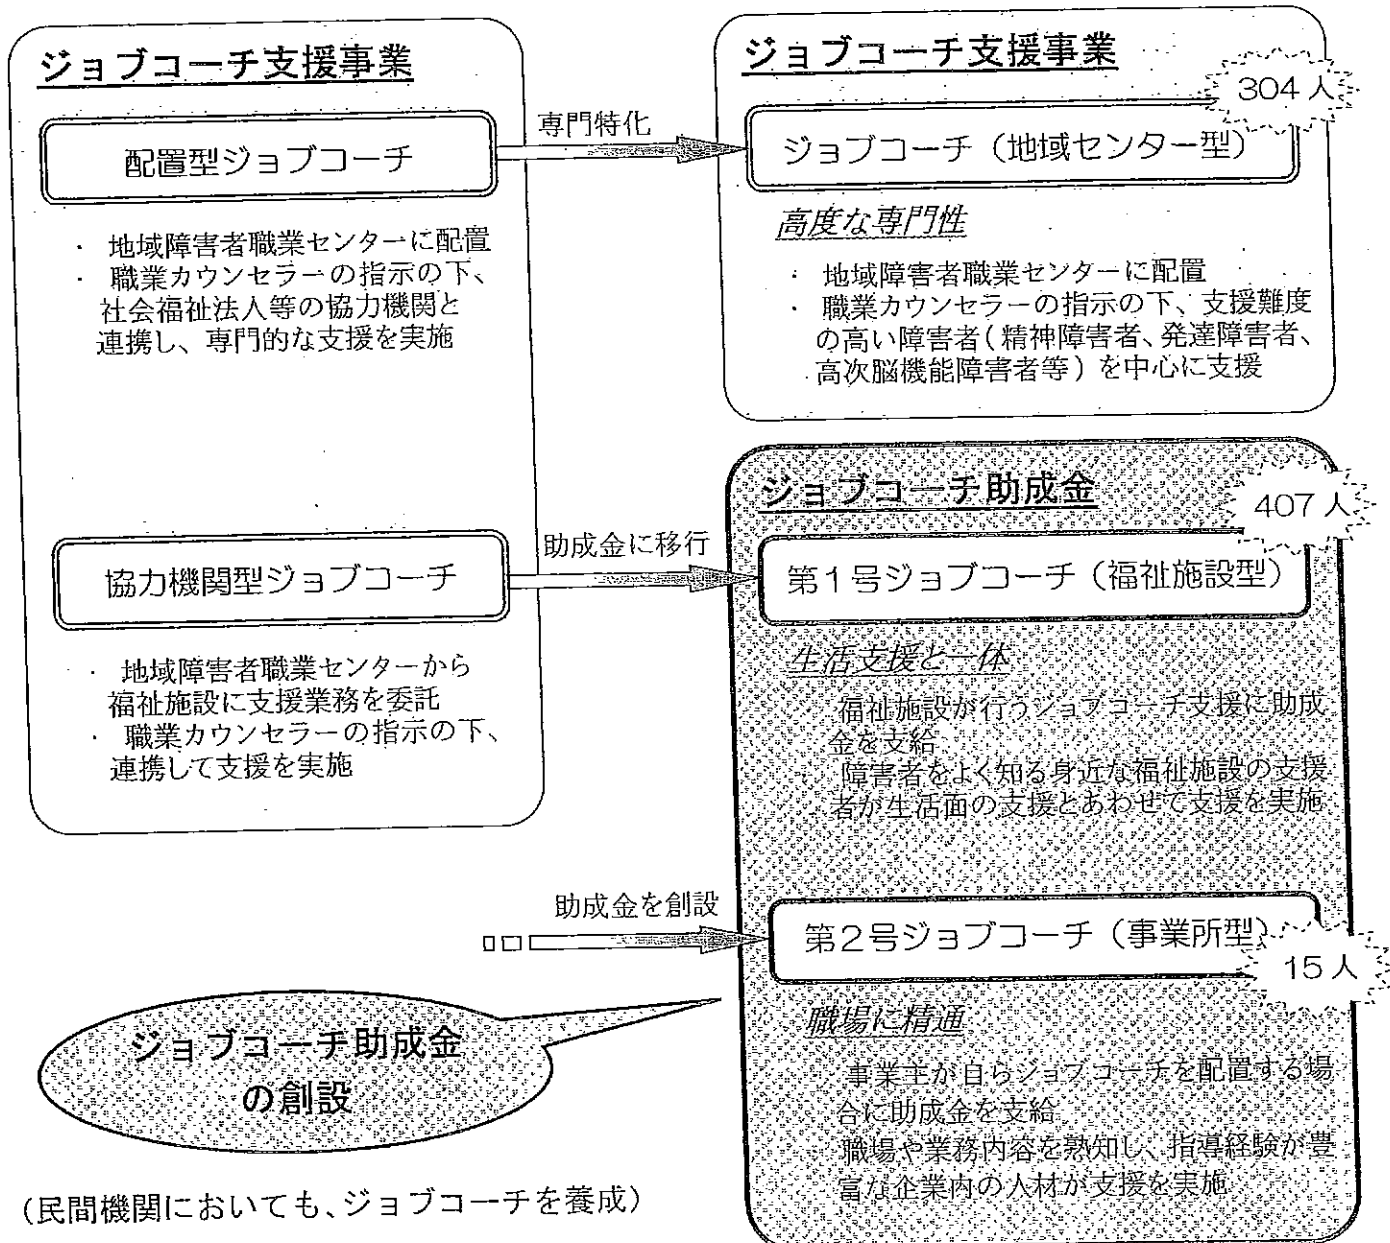 ジョブコーチ支援事業
配置型ジョブコーチ
・ 地域障害者職業センターに配置
・ 職業カウンセラーの指示の下、
社会福祉法人等の協力機関と
連携し、専門的な支援を実施
協力機関型ジョブコーチ
・ 地域障害者職業センターから
福祉施設に支援業務を委託
・ 職業カウンセラーの指示の下、
連携して支援を実施
専門特化
助成金に移行
助成金を創設
ジョブコーチ支援事業
304人
ジョブコーチ（地域センター型）
高度な専門性
・ 地域障害者職業センターに配置
・ 職業カウンセラーの指示の下、支援難度
の高い障害者(精神障害者、発達障害者、
高次脳機能障害者等)を中心に支援
ジョブコーチ助成金
407人
第1号ジョブコーチ（福祉施設型）
生活支援と一体
福祉施設が行うジョブコーチ支援に助成
金を支給
障害者をよく知る身近な福祉施設の支援
者が生活面の支援とあわせて支援を実施
第2号ジョブコーチ（事業所型）
15人
職場に精通
事業主が自らジョブコーチを配置する場
合に助成金を支給
職場や業務内容を熟知し、指導経験が豊
富な企業内の人材が支援を実施
ジョブコーチ助成金
の創設
(民間機関においても、ジョブコーチを養成)